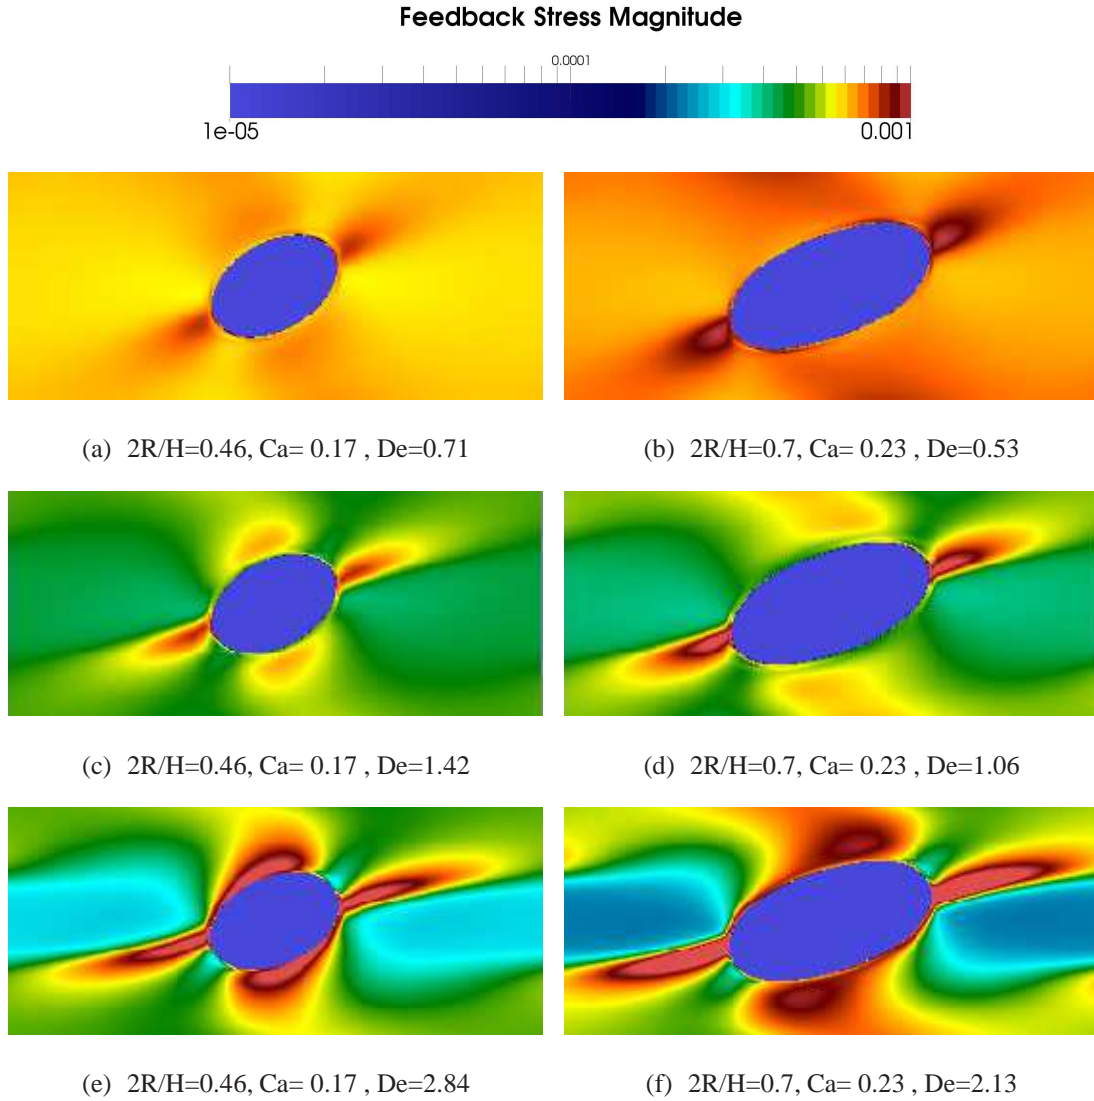 Feedback Stress Magnitude
0.0001
1e-05 0.001
(a) 2R/H=0.46, Ca= 0.17 , De=0.71
(b) 2R/H=0.7, Ca= 0.23 , De=0.53
(c) 2R/H=0.46, Ca= 0.17 , De=1.42
(d) 2R/H=0.7, Ca= 0.23 , De=1.06
(e) 2R/H=0.46, Ca= 0.17 , De=2.84
(f) 2R/H=0.7, Ca= 0.23 , De=2.13